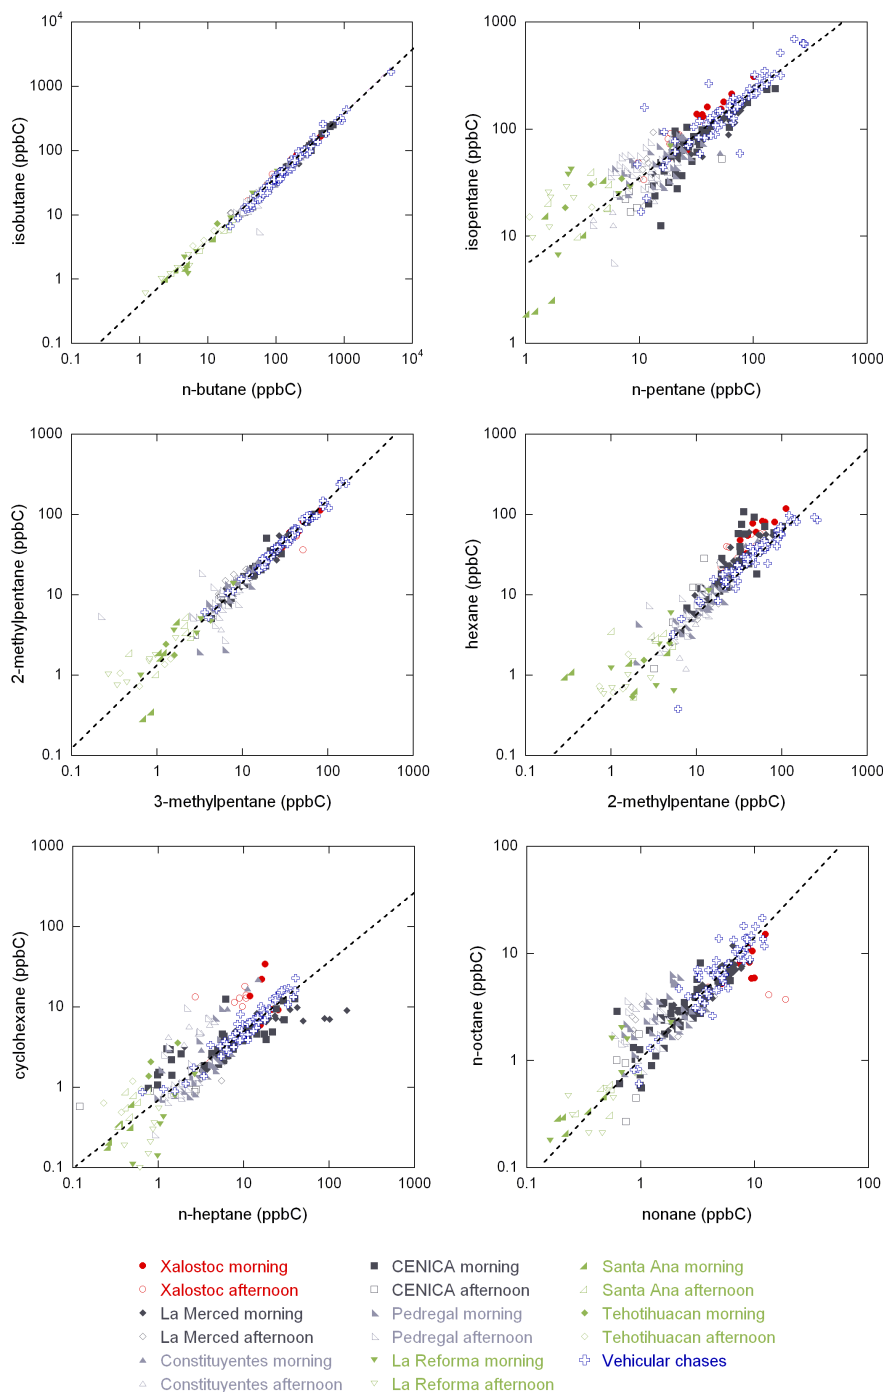 10^4
1000
100
10
1
0.1
isobutane (ppbC)
0.1 1 10 100 1000 10^4
n-butane (ppbC)
1000
100
10
1
isopentane (ppbC)
1 10 100 1000
n-pentane (ppbC)
1000
100
10
1
0.1
2-methylpentane (ppbC)
0.1 1 10 100 1000
3-methylpentane (ppbC)
1000
100
10
1
0.1
hexane (ppbC)
0.1 1 10 100 1000
2-methylpentane (ppbC)
1000
100
10
1
0.1
cyclohexane (ppbC)
0.1 1 10 100 1000
n-heptane (ppbC)
100
10
1
0.1
n-octane (ppbC)
0.1 1 10 100
nonane (ppbC)
Xalostoc morning
Xalostoc afternoon
La Merced morning
La Merced afternoon
Constituyentes morning
Constituyentes afternoon
CENICA morning
CENICA afternoon
Pedregal morning
Pedregal afternoon
La Reforma morning
La Reforma afternoon
Santa Ana morning
Santa Ana afternoon
Tehotihuacan morning
Tehotihuacan afternoon
Vehicular chases